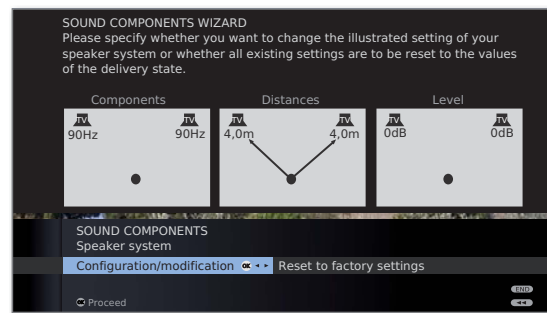 SOUND COMPONENTS WIZARD
Please specify whether you want to change the illustrated setting of your
speaker system or whether all existing settings are to be reset to the values
of the delivery state.
Components Distances Level
TV TV TV TV TV TV
90Hz 90Hz 4,0m 4,0m 0dB 0dB
SOUND COMPONENTS
Speaker system
Configuration/modification OK Reset to factory settings
END
OK Proceed